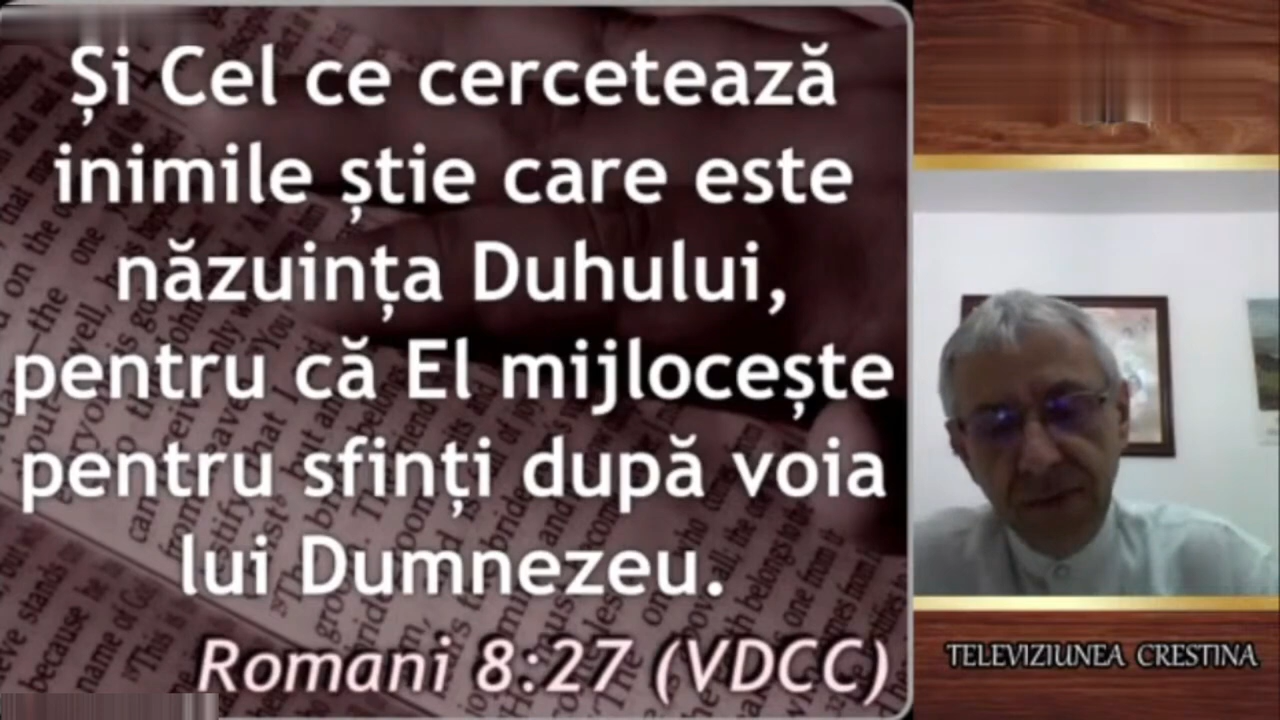 Și Cel ce cercetează
inimile știe care este
năzuința Duhului,
pentru că El mijlocește
pentru sfinți după voia
lui Dumnezeu.
Romani 8:27 (VDCC)
TELEVIZIUNEA CRESTINA